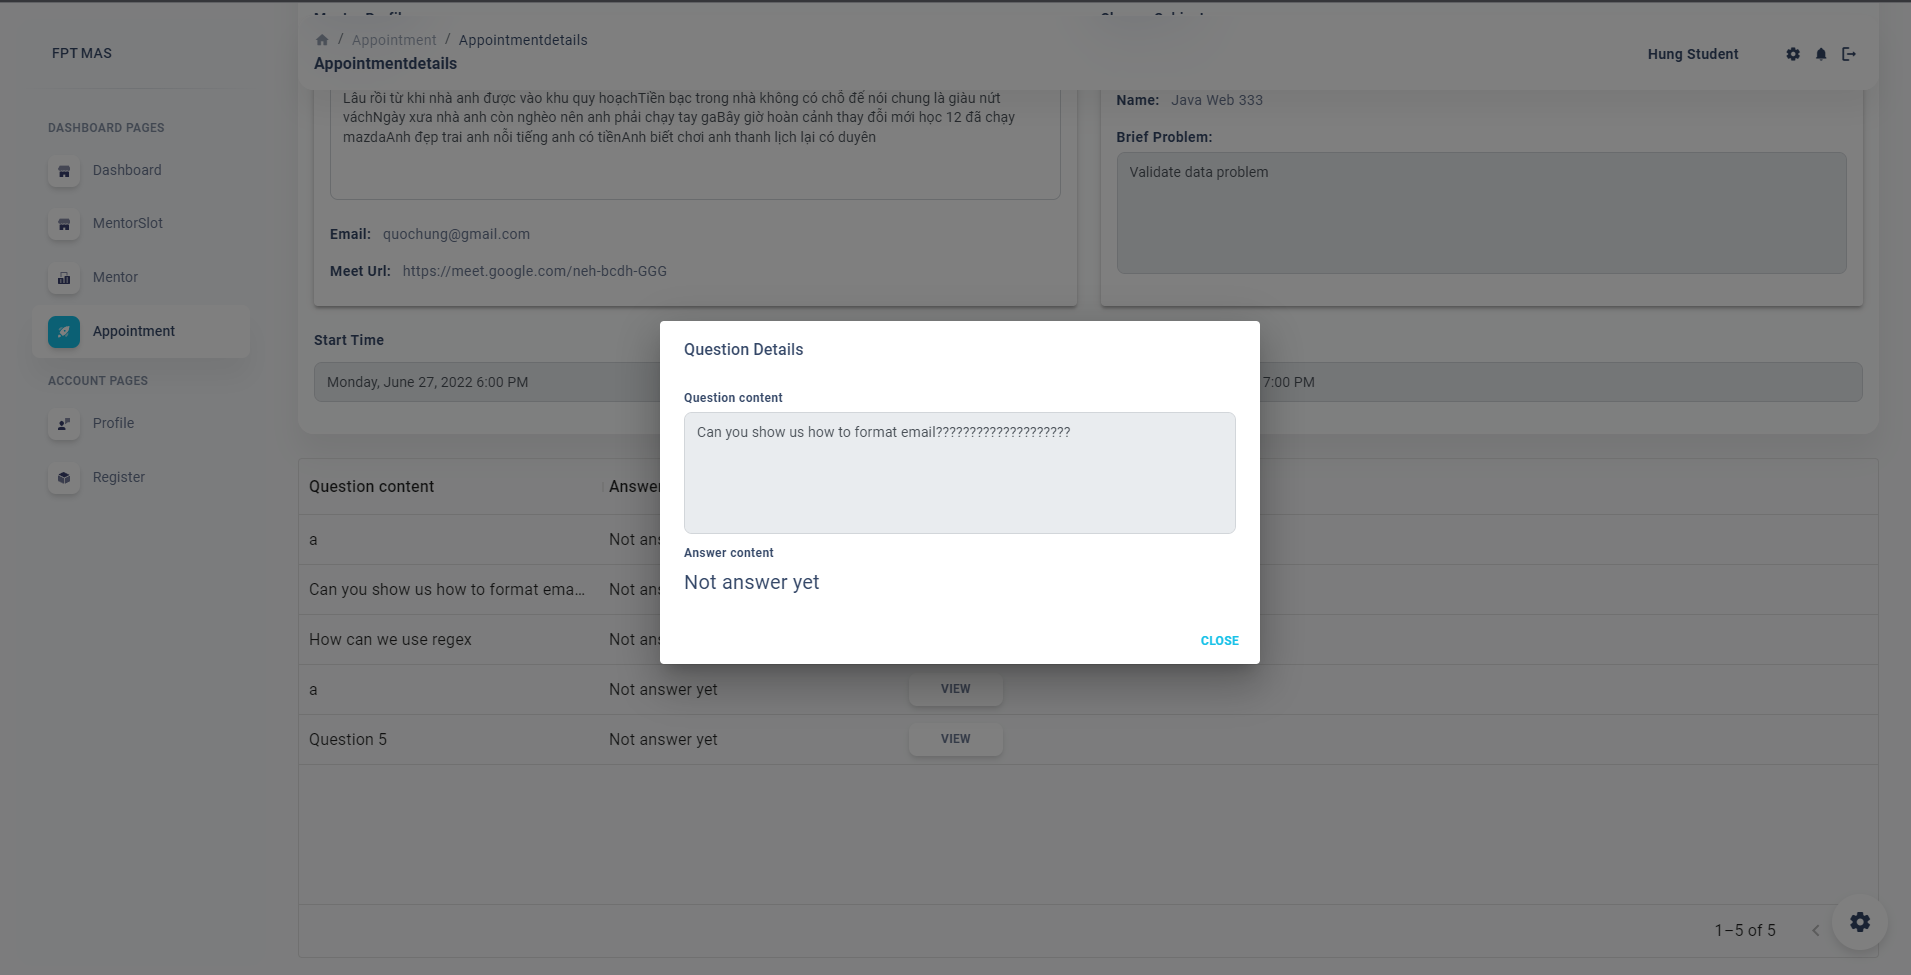 FPT MAS
DASHBOARD PAGES
Dashboard
MentorSlot
Mentor
Appointment
ACCOUNT PAGES
Profile
Register
/ Appointment / Appointmentdetails
Appointmentdetails
Hung Student
Lâu rồi từ khi nhà anh được vào khu quy hoạchTiền bạc trong nhà không có chỗ để nói chung là giàu nứt
váchNgày xưa nhà anh còn nghèo nên anh phải chạy tay gaBây giờ hoàn cảnh thay đổi mới học 12 đã chạy
mazdaAnh đẹp trai anh nỗi tiếng anh có tiềnAnh biết chơi anh thanh lịch lại có duyên
Email: quochung@gmail.com
Meet Url: https://meet.google.com/neh-bcdh-GGG
Name: Java Web 333
Brief Problem:
Validate data problem
Start Time
Monday, June 27, 2022 6:00 PM
7:00 PM
Question Details
Question content
Can you show us how to format email????????????????????
Answer content
Not answer yet
CLOSE
Question content
a Not
Can you show us how to format ema... Not
How can we use regex Not
a Not answer yet VIEW
Question 5 Not answer yet VIEW
1–5 of 5